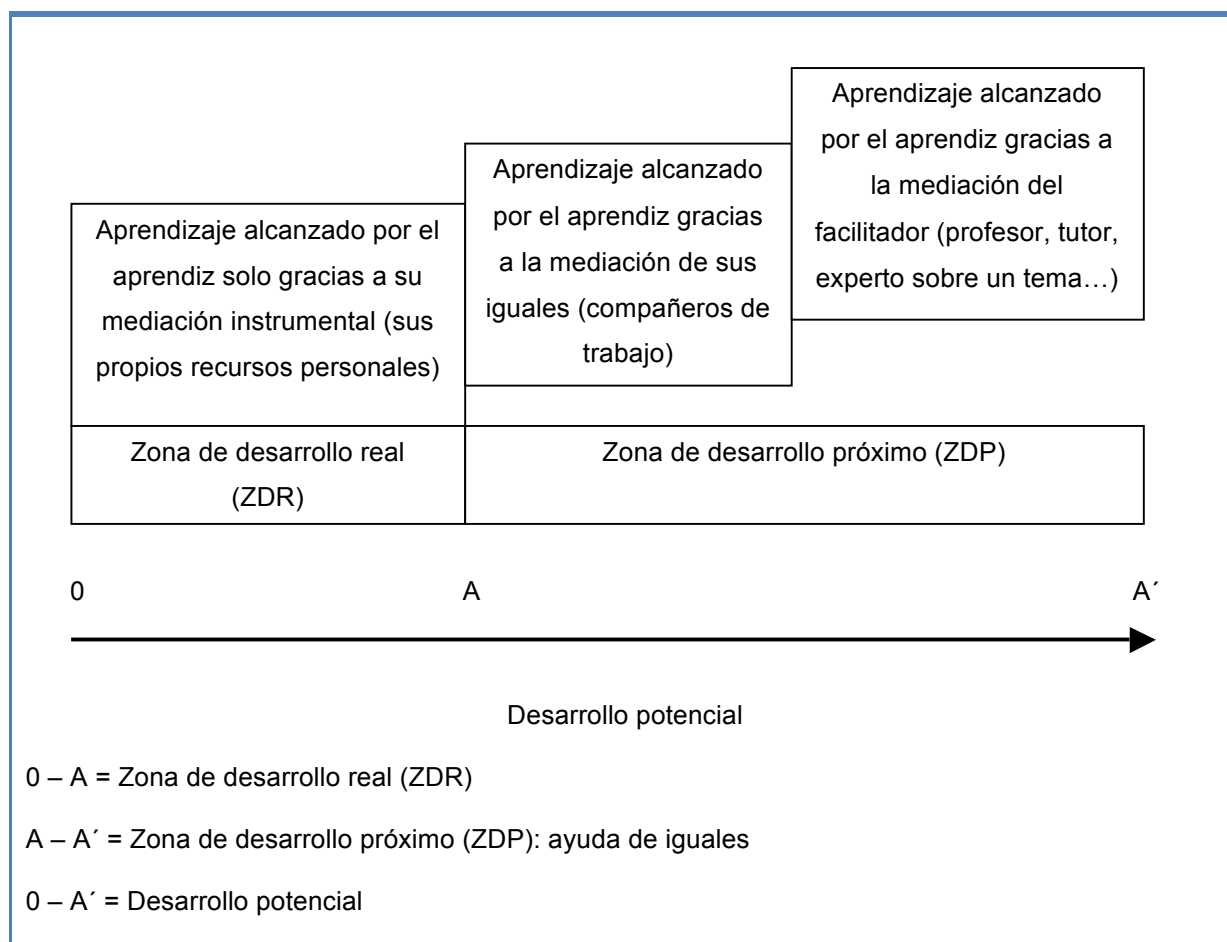 Aprendizaje alcanzado
por el aprendiz gracias a
la mediación del
facilitador (profesor, tutor,
experto sobre un tema…)
Aprendizaje alcanzado
por el aprendiz gracias
a la mediación de sus
iguales (compañeros de
trabajo)
Aprendizaje alcanzado por el
aprendiz solo gracias a su
mediación instrumental (sus
propios recursos personales)
Zona de desarrollo real
(ZDR)
Zona de desarrollo próximo (ZDP)
0 A A´
Desarrollo potencial
0 – A = Zona de desarrollo real (ZDR)
A – A´ = Zona de desarrollo próximo (ZDP): ayuda de iguales
0 – A´ = Desarrollo potencial